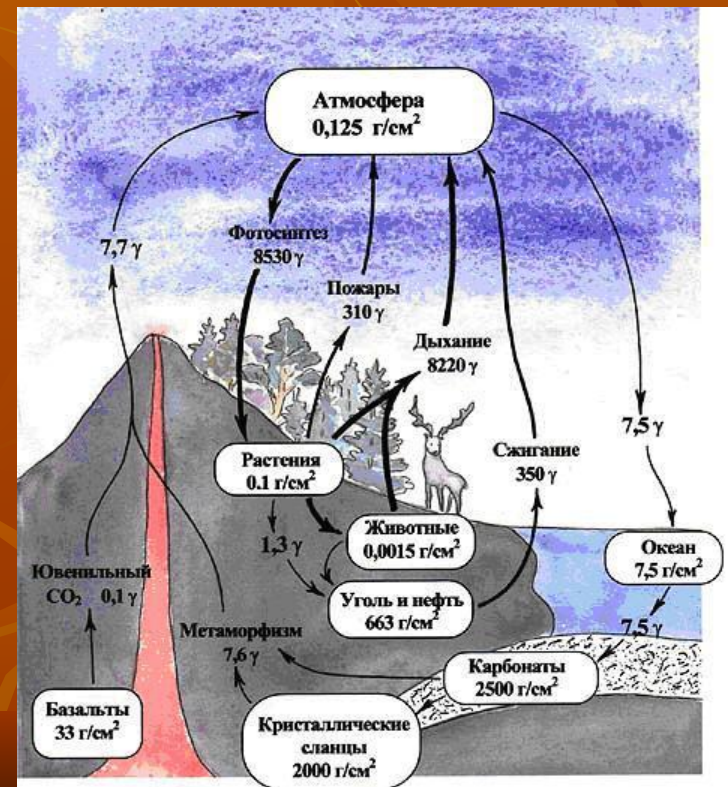 Атмосфера
0,125 г/см²
7,7 γ
Фотосинтез
8530 γ
Пожары
310 γ
Дыхание
8220 γ
7,5 γ
Сжигание
350 γ
Растения
0.1 г/см²
1,3 γ
Животные
0,0015 г/см²
Океан
7,5 г/см²
Ювенильный
CO₂ 0,1 γ
Уголь и нефть
663 г/см²
7,5 γ
Метаморфизм
7,6 γ
Карбонаты
2500 г/см²
Базальты
33 г/см²
Кристаллические
сланцы
2000 г/см²